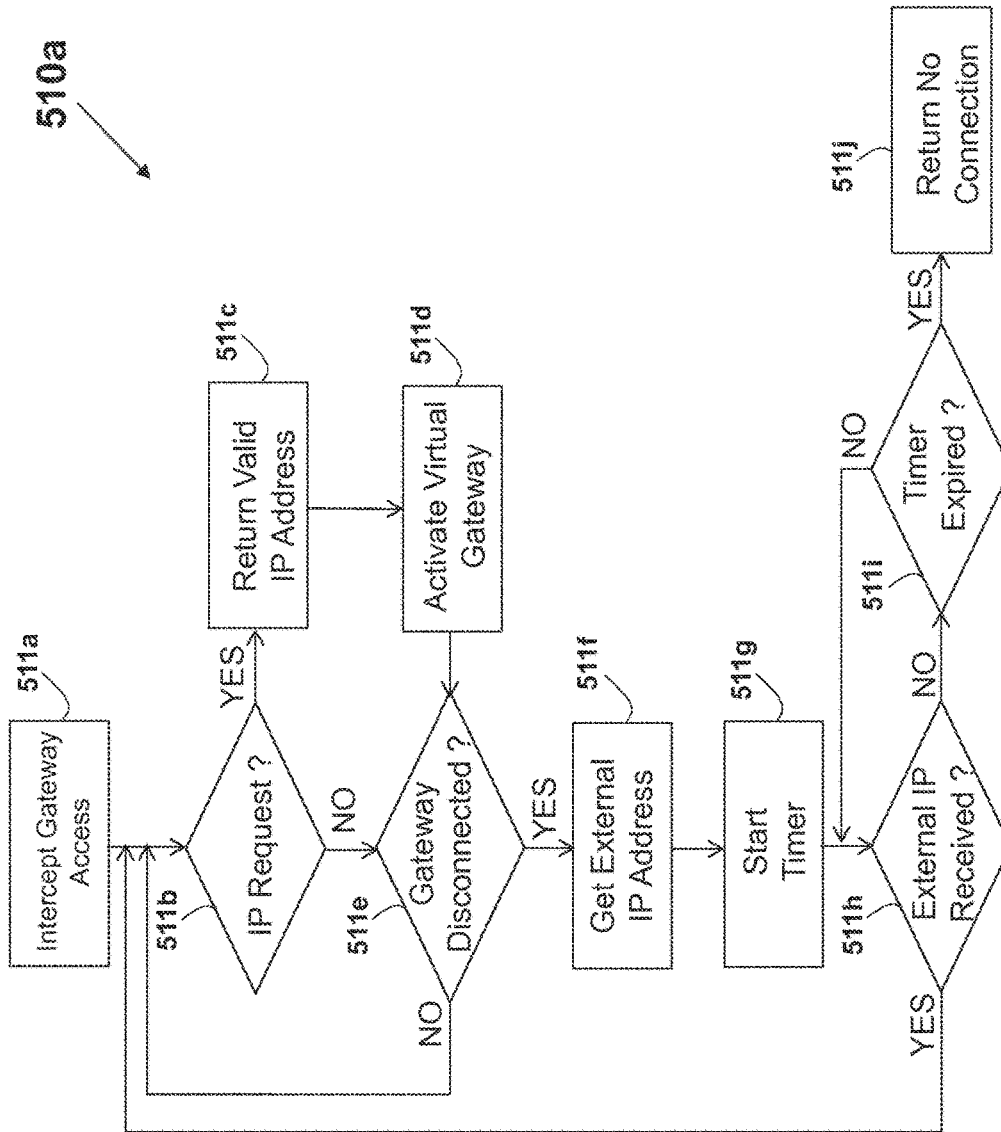 510a
511a
Intercept Gateway
Access
511b
IP Request ?
YES
NO
511c
Return Valid
IP Address
511d
Activate Virtual
Gateway
511e
Gateway
Disconnected ?
NO
YES
511f
Get External
IP Address
511g
Start
Timer
511h
External IP
Received ?
YES
NO
511i
Timer
Expired ?
NO
YES
511j
Return No
Connection